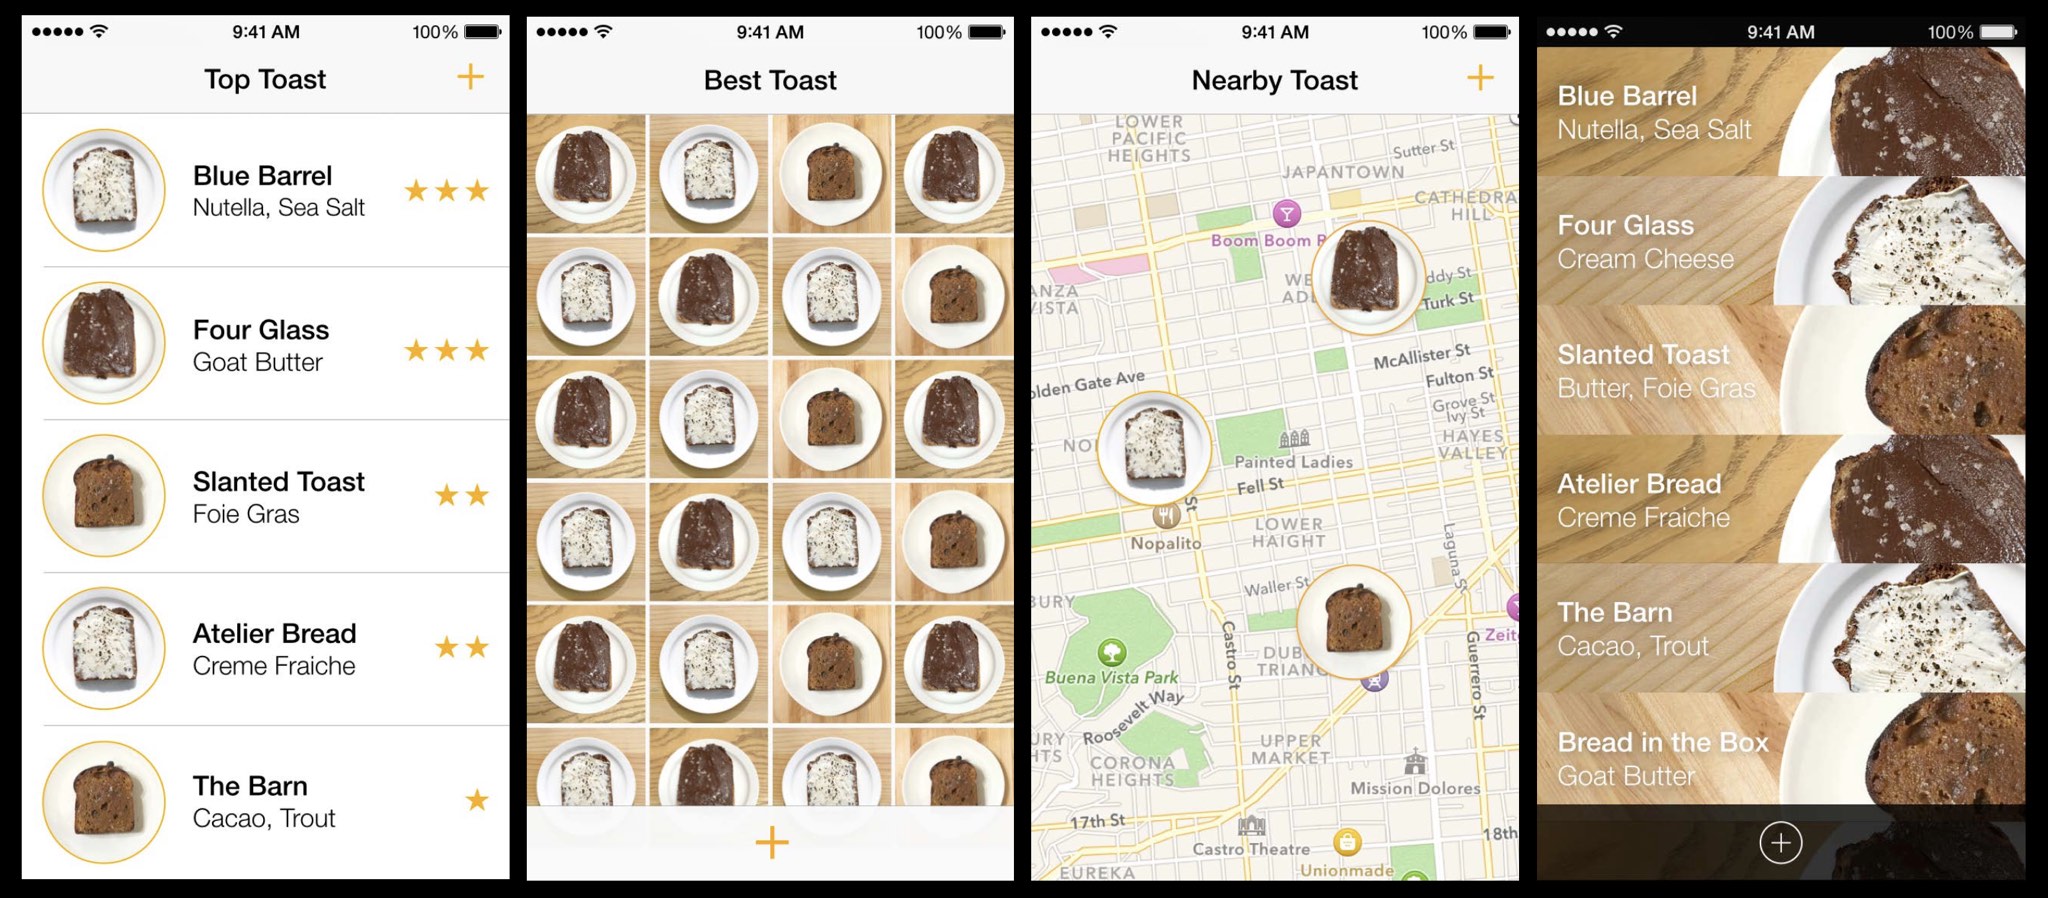 9:41 AM
100%
Top Toast
Blue Barrel
Nutella, Sea Salt
Four Glass
Goat Butter
Slanted Toast
Foie Gras
Atelier Bread
Creme Fraiche
The Barn
Cacao, Trout
9:41 AM
100%
Best Toast
9:41 AM
100%
Nearby Toast
LOWER
PACIFIC
HEIGHTS
Sutter St
JAPANTOWN
CATHEDRA
HILL
Boom Boom R
WE
ADD
ddy St
Turk St
ANZA
VISTA
McAllister St
Fulton St
olden Gate Ave
Grove St
Ivy St
HAYES
VALLEY
NO
Painted Ladies
Fell St
St
LOWER
HAIGHT
Nopalito
Laguna St
Waller St
BURY
Castro St
DUB
TRIANG
Guerrero St
Zeit
Buena Vista Park
Roosevelt Way
URY
HTS
CORONA
HEIGHTS
UPPER
MARKET
Mission Dolores
17th St
18th
Castro Theatre
Unionmade
EUREKA
9:41 AM
100%
Blue Barrel
Nutella, Sea Salt
Four Glass
Cream Cheese
Slanted Toast
Butter, Foie Gras
Atelier Bread
Creme Fraiche
The Barn
Cacao, Trout
Bread in the Box
Goat Butter